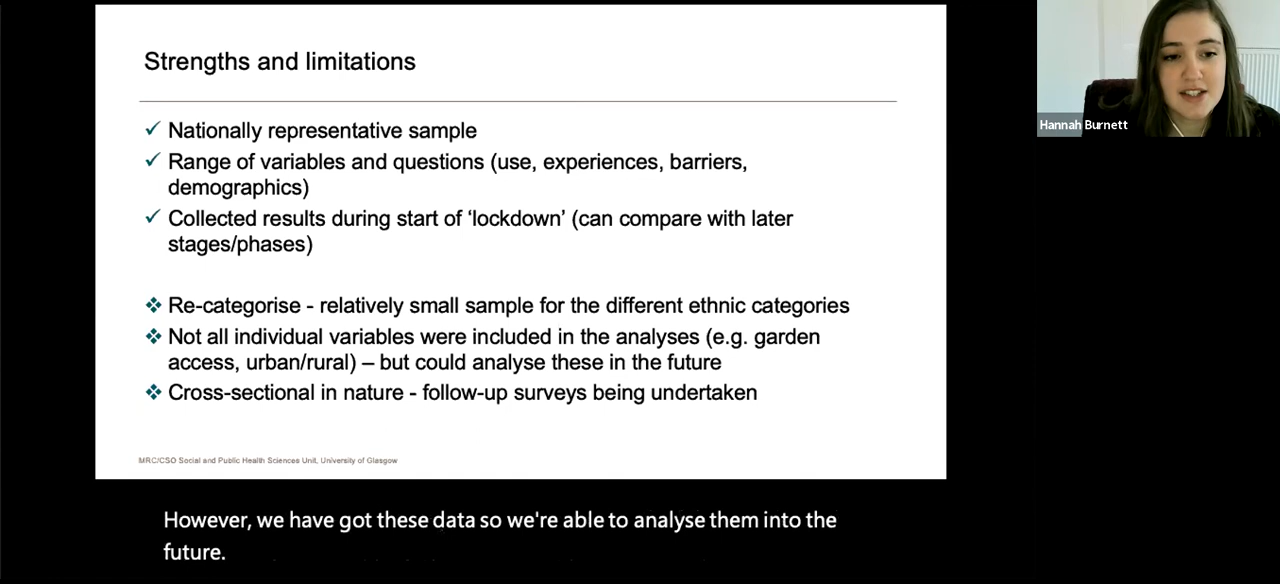 Strengths and limitations
✓ Nationally representative sample
✓ Range of variables and questions (use, experiences, barriers,
demographics)
✓ Collected results during start of ‘lockdown’ (can compare with later
stages/phases)
❖ Re-categorise - relatively small sample for the different ethnic categories
❖ Not all individual variables were included in the analyses (e.g. garden
access, urban/rural) – but could analyse these in the future
❖ Cross-sectional in nature - follow-up surveys being undertaken
MRC/CSO Social and Public Health Sciences Unit, University of Glasgow
Hannah Burnett
However, we have got these data so we're able to analyse them into the
future.